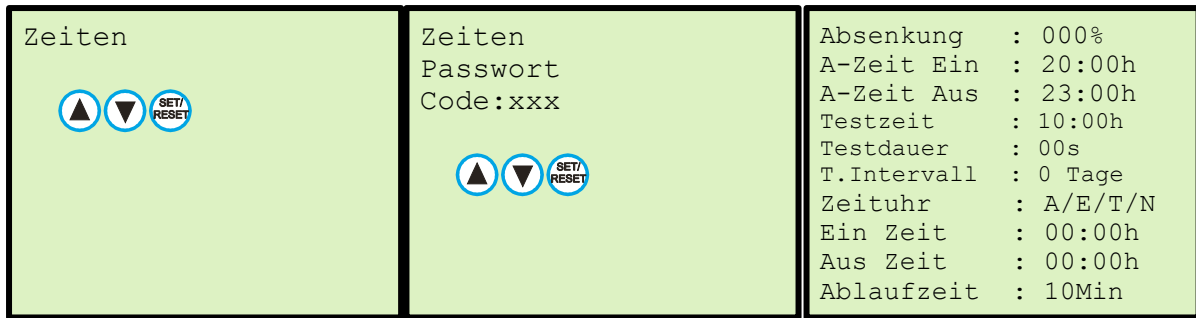 Zeiten
SET/
RESET
Zeiten
Passwort
Code:xxx
SET/
RESET
Absenkung : 000%
A-Zeit Ein : 20:00h
A-Zeit Aus : 23:00h
Testzeit : 10:00h
Testdauer : 00s
T.Intervall : 0 Tage
Zeituhr : A/E/T/N
Ein Zeit : 00:00h
Aus Zeit : 00:00h
Ablaufzeit : 10Min